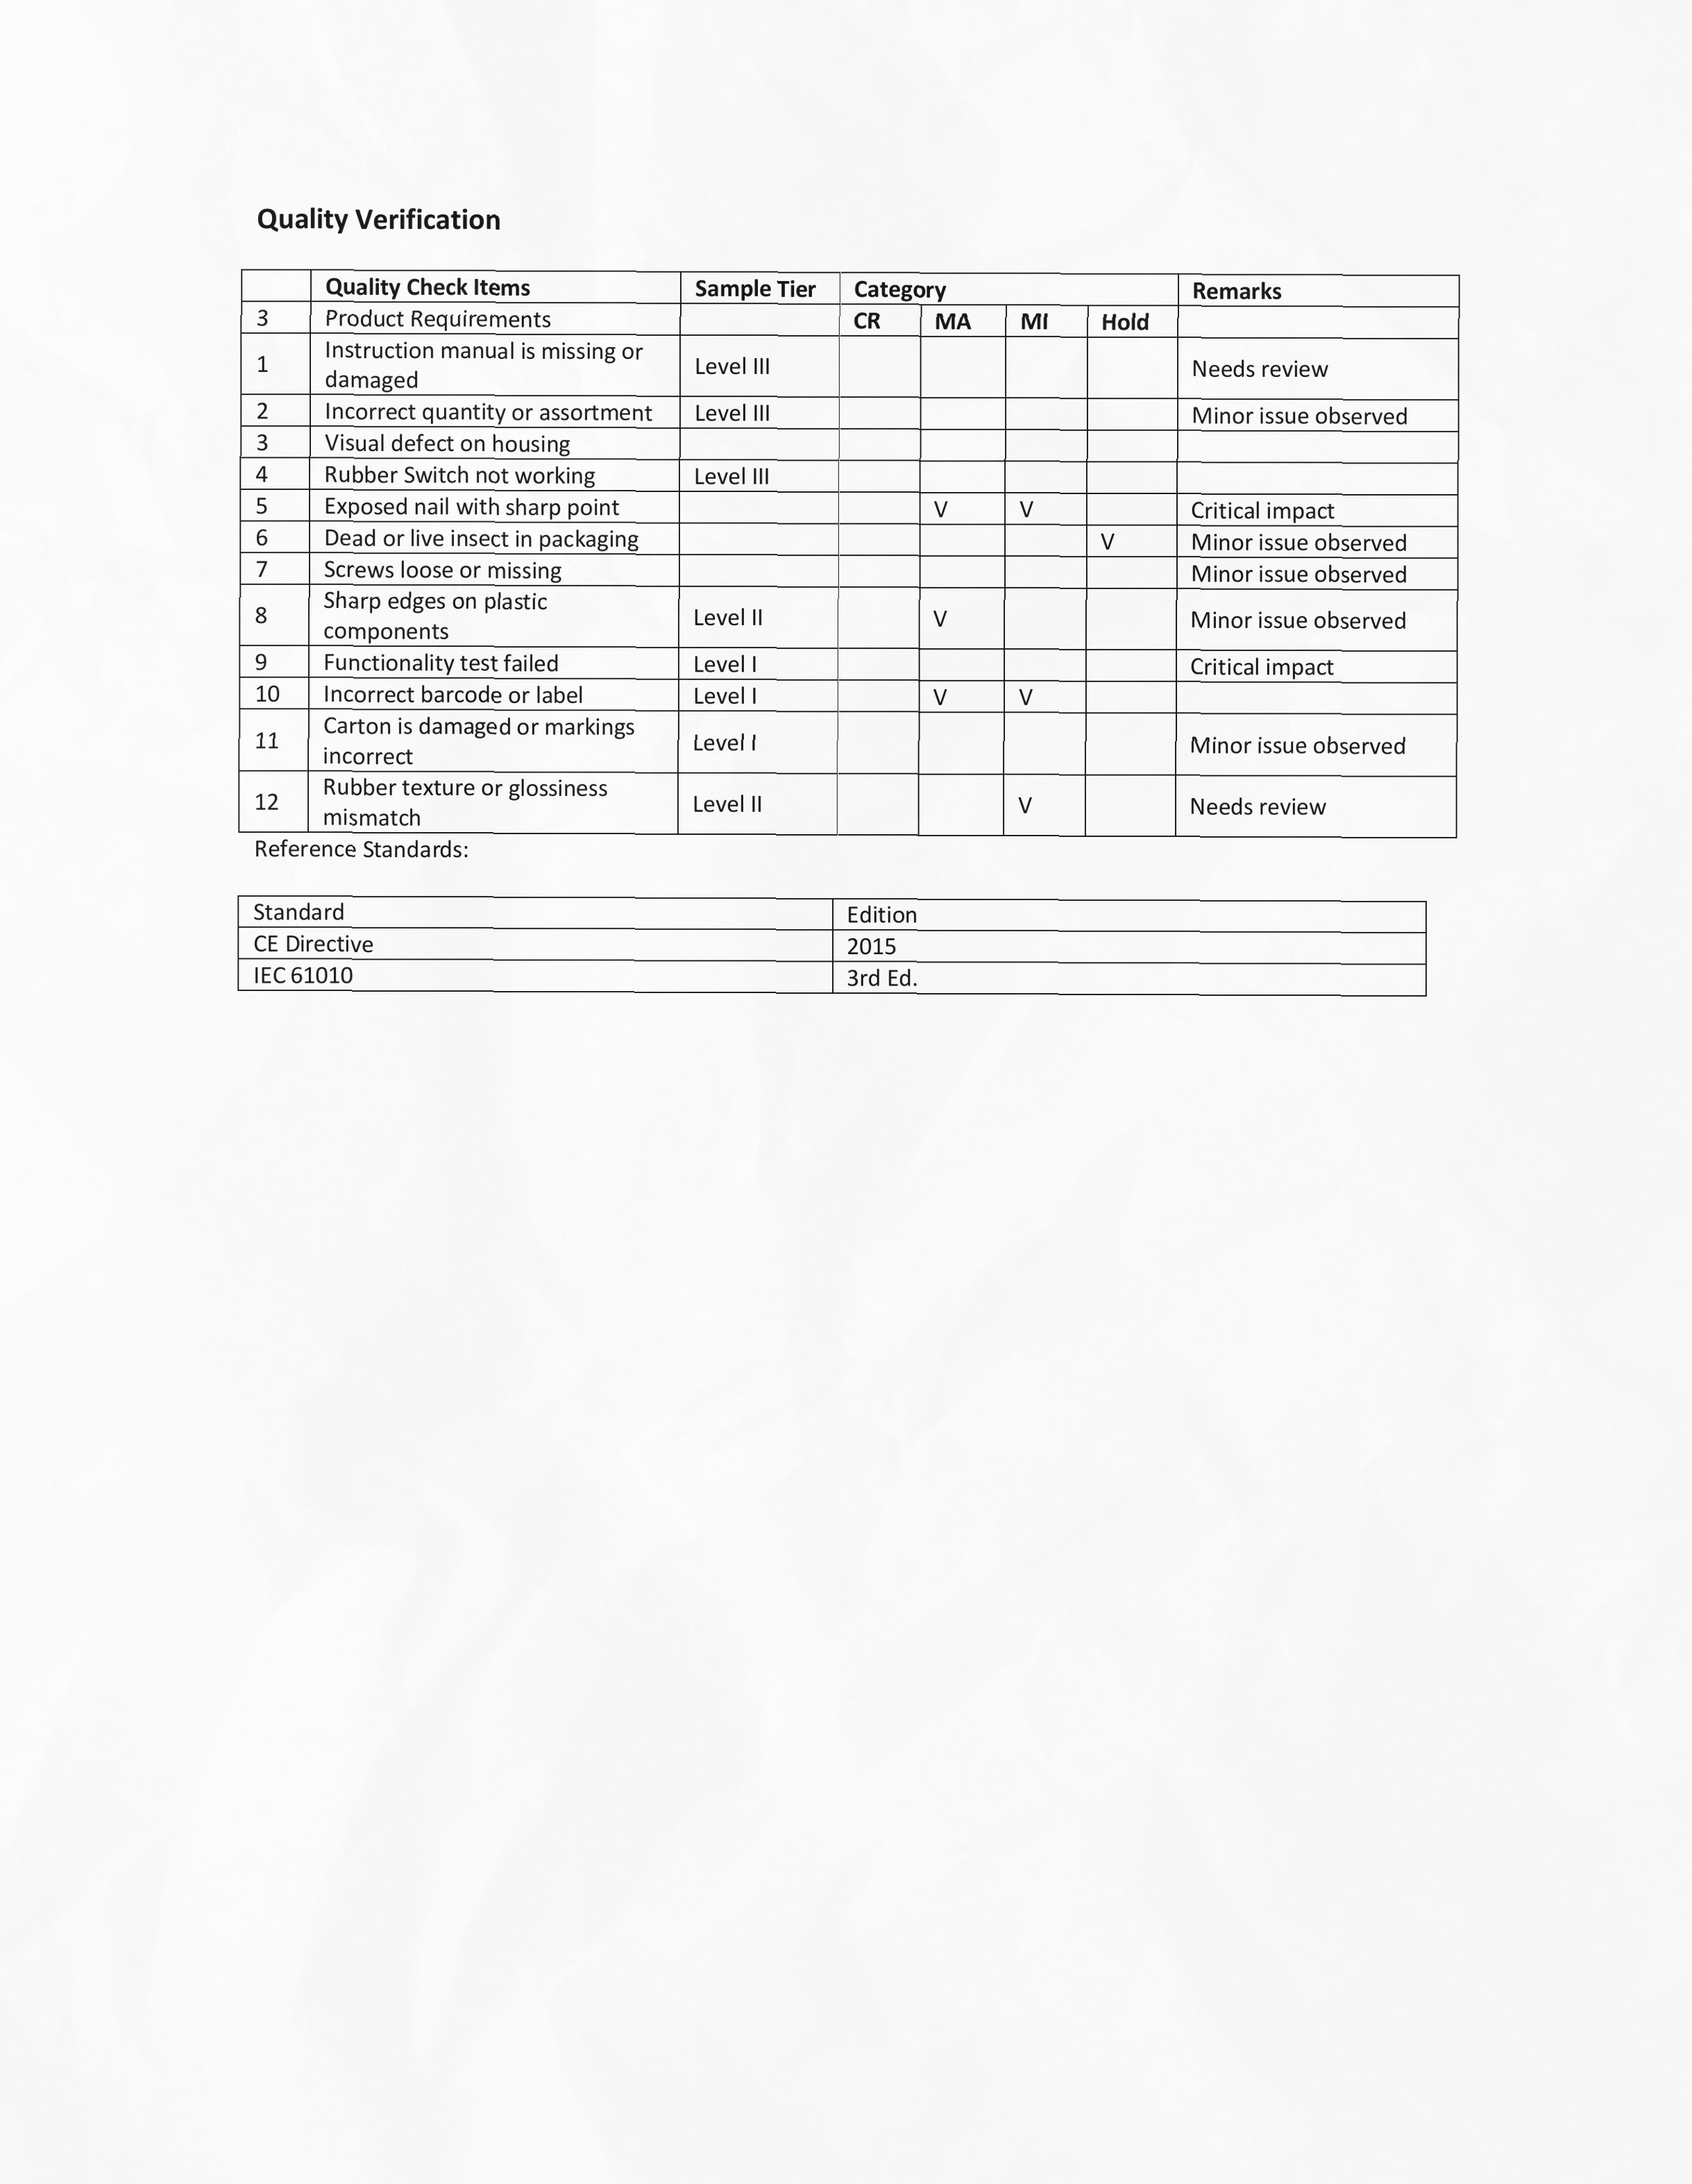 Quality Verification
Quality Check Items Sample Tier Category Remarks
3 Product Requirements CR MA MI Hold
1 Instruction manual is missing or
damaged Level III Needs review
2 Incorrect quantity or assortment Level III Minor issue observed
3 Visual defect on housing
4 Rubber Switch not working Level III
5 Exposed nail with sharp point V V Critical impact
6 Dead or live insect in packaging V Minor issue observed
7 Screws loose or missing Minor issue observed
8 Sharp edges on plastic
components Level II V Minor issue observed
9 Functionality test failed Level I Critical impact
10 Incorrect barcode or label Level I V V
11 Carton is damaged or markings
incorrect Level I Minor issue observed
12 Rubber texture or glossiness
mismatch Level II V Needs review
Reference Standards:
Standard Edition
CE Directive 2015
IEC 61010 3rd Ed.